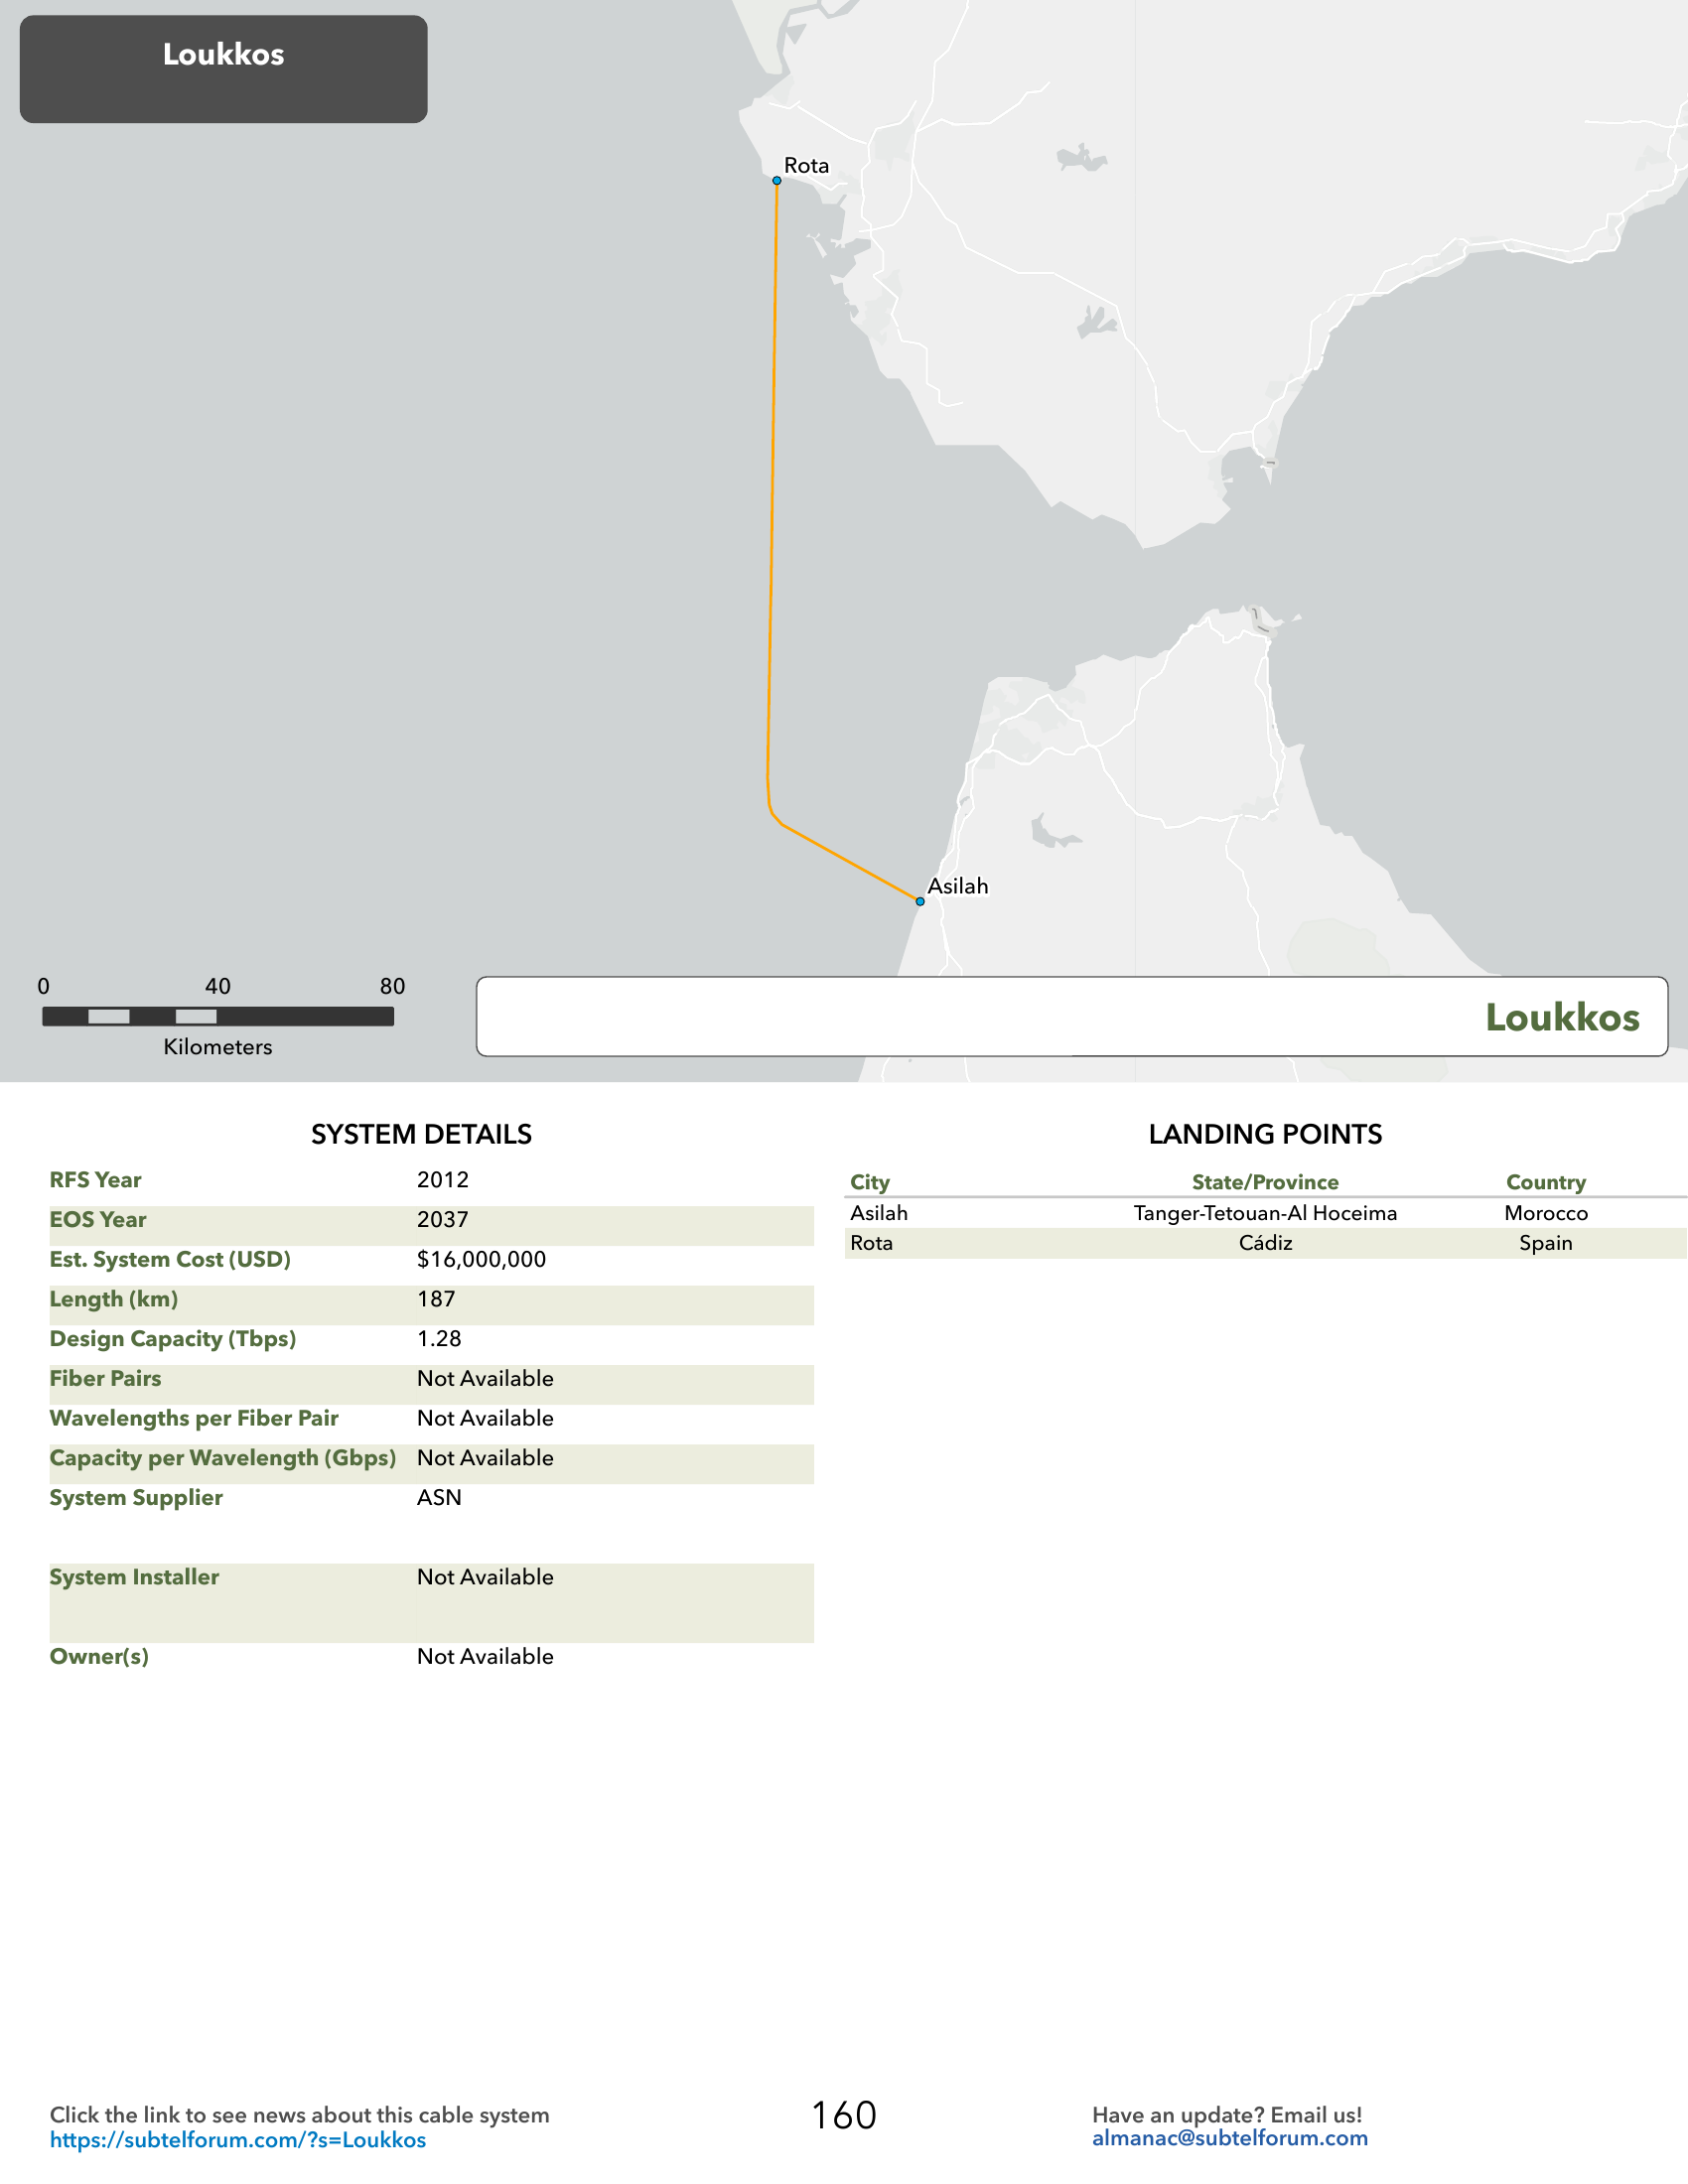 Loukkos
Rota
Asilah
0 40 80
Kilometers
Loukkos
SYSTEM DETAILS
RFS Year 2012
EOS Year 2037
Est. System Cost (USD) $16,000,000
Length (km) 187
Design Capacity (Tbps) 1.28
Fiber Pairs Not Available
Wavelengths per Fiber Pair Not Available
Capacity per Wavelength (Gbps) Not Available
System Supplier ASN
System Installer Not Available
Owner(s) Not Available
LANDING POINTS
City State/Province Country
Asilah Tanger-Tetouan-Al Hoceima Morocco
Rota Cádiz Spain
Click the link to see news about this cable system
https://subtelforum.com/?s=Loukkos
160
Have an update? Email us!
almanac@subtelforum.com